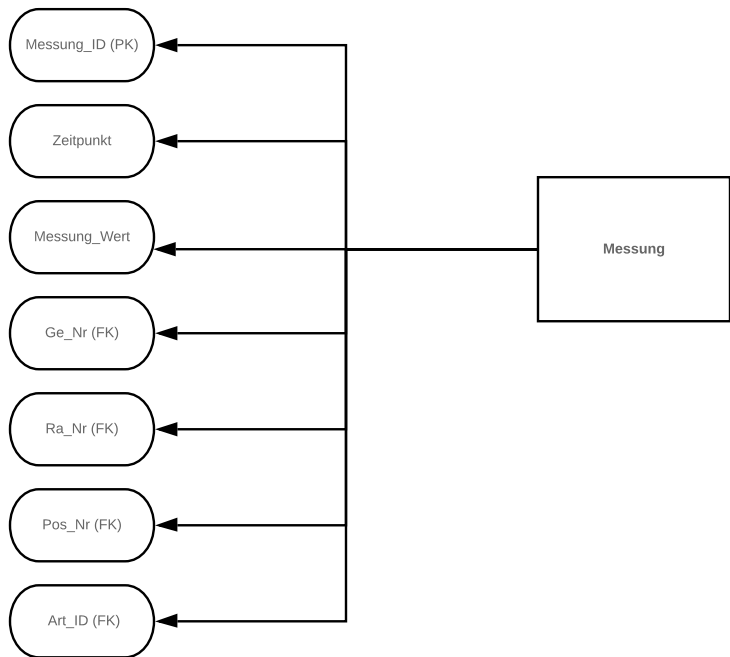 Messung_ID (PK)
Zeitpunkt
Messung_Wert
Messung
Ge_Nr (FK)
Ra_Nr (FK)
Pos_Nr (FK)
Art_ID (FK)